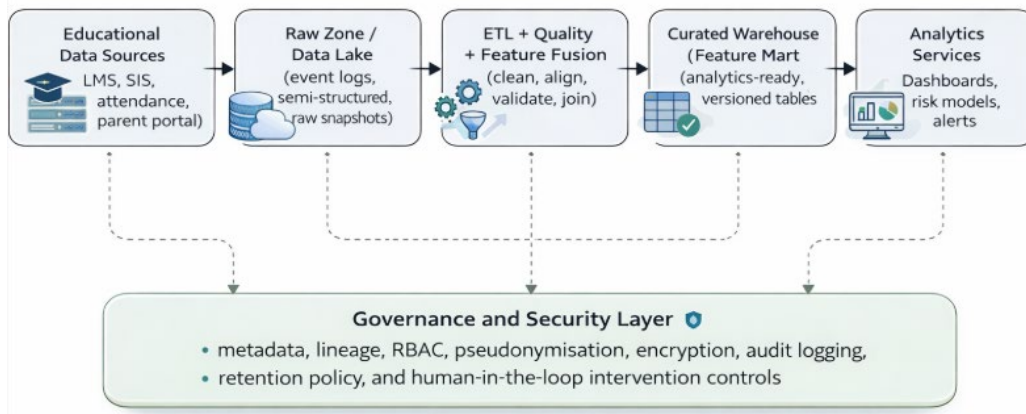 Educational
Data Sources
LMS, SIS,
attendance,
parent portal)
Raw Zone /
Data Lake
(event logs,
semi-structured,
raw snapshots)
ETL + Quality
+ Feature Fusion
(clean, align,
validate, join)
Curated Warehouse
(Feature Mart)
(analytics-ready,
versioned tables
Analytics
Services
Dashboards,
risk models,
alerts
Governance and Security Layer
• metadata, lineage, RBAC, pseudonymisation, encryption, audit logging,
• retention policy, and human-in-the-loop intervention controls